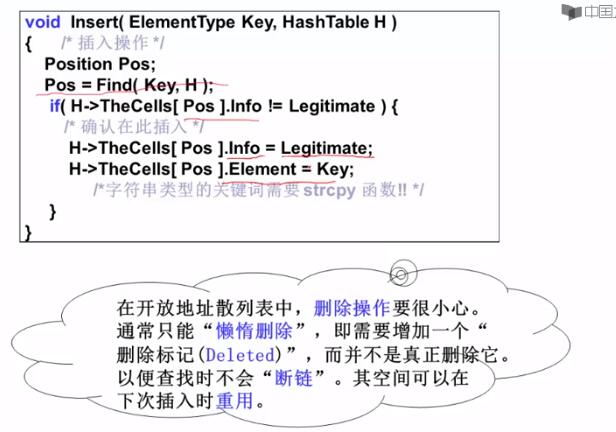 中国
void Insert( ElementType Key, HashTable H )
{ /* 插入操作 */
Position Pos;
Pos = Find( Key, H );
if( H->TheCells[ Pos ].Info != Legitimate ) {
/* 确认在此插入 */
H->TheCells[ Pos ].Info = Legitimate;
H->TheCells[ Pos ].Element = Key;
/*字符串类型的关键词需要 strcpy 函数!! */
}
}
在开放地址散列表中，删除操作要很小心。
通常只能“懒惰删除”，即需要增加一个“
删除标记(Deleted)”，而并不是真正删除它。
以便查找时不会“断链”。其空间可以在
下次插入时重用。